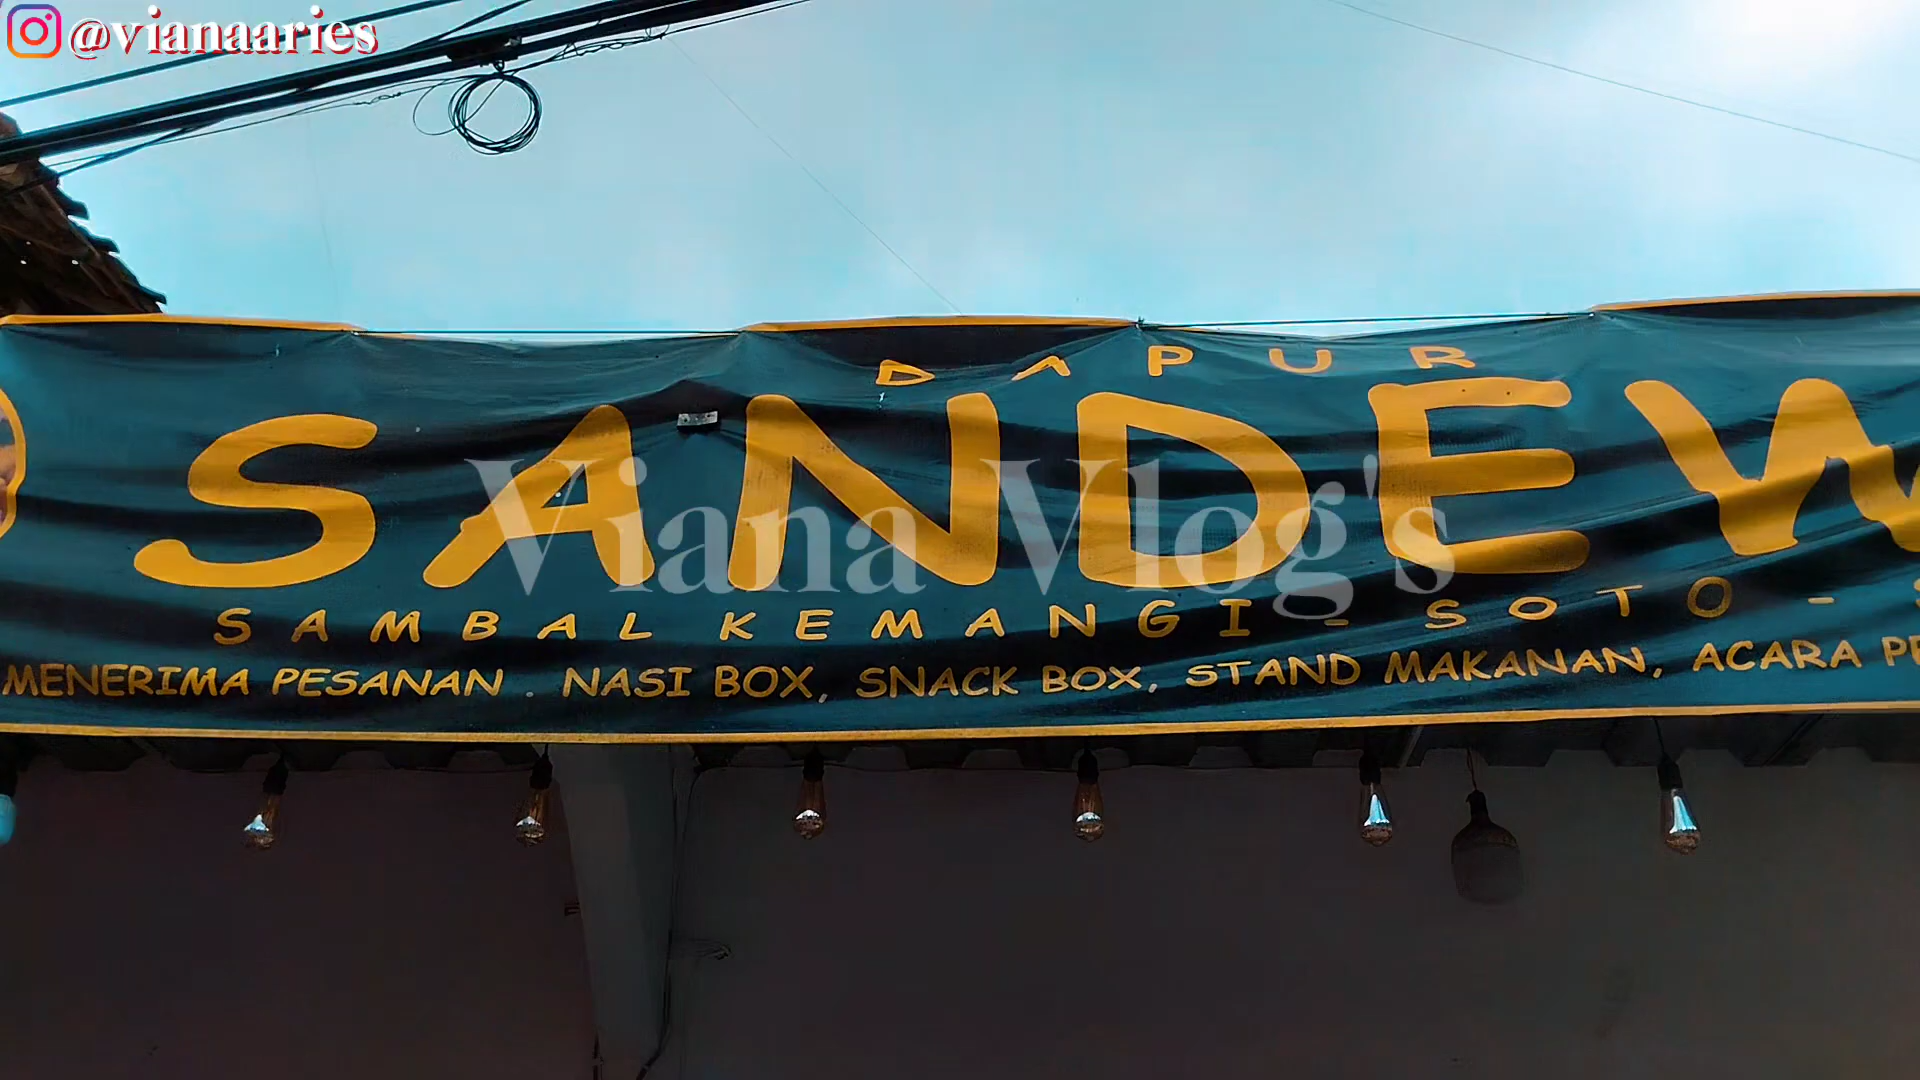 @vianaaries
DAPUR
SANDEW
Viana Vlog's
SAMBAL KEMANGI - SOTO -
MENERIMA PESANAN . NASI BOX, SNACK BOX, STAND MAKANAN, ACARA